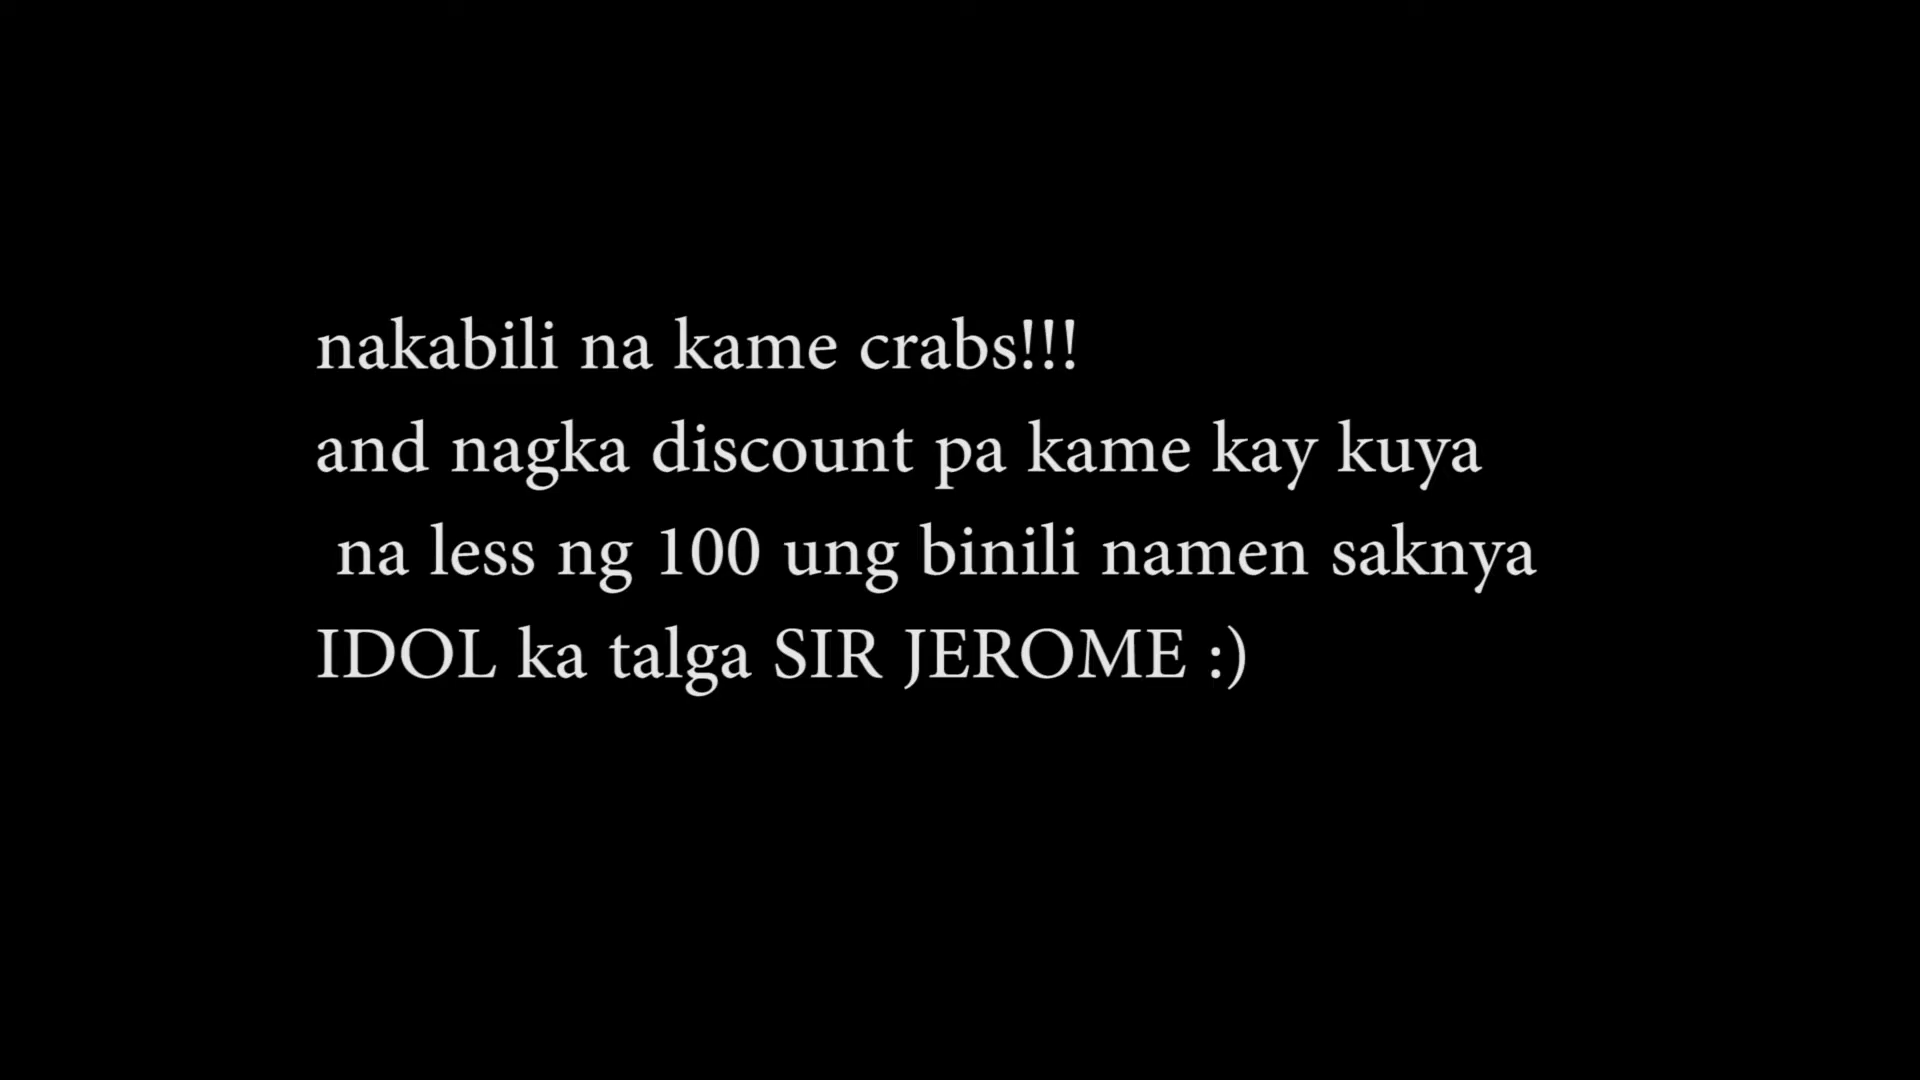 nakabili na kame crabs!!!
and nagka discount pa kame kay kuya
na less ng 100 ung binili namen saknya
IDOL ka talga SIR JEROME :)